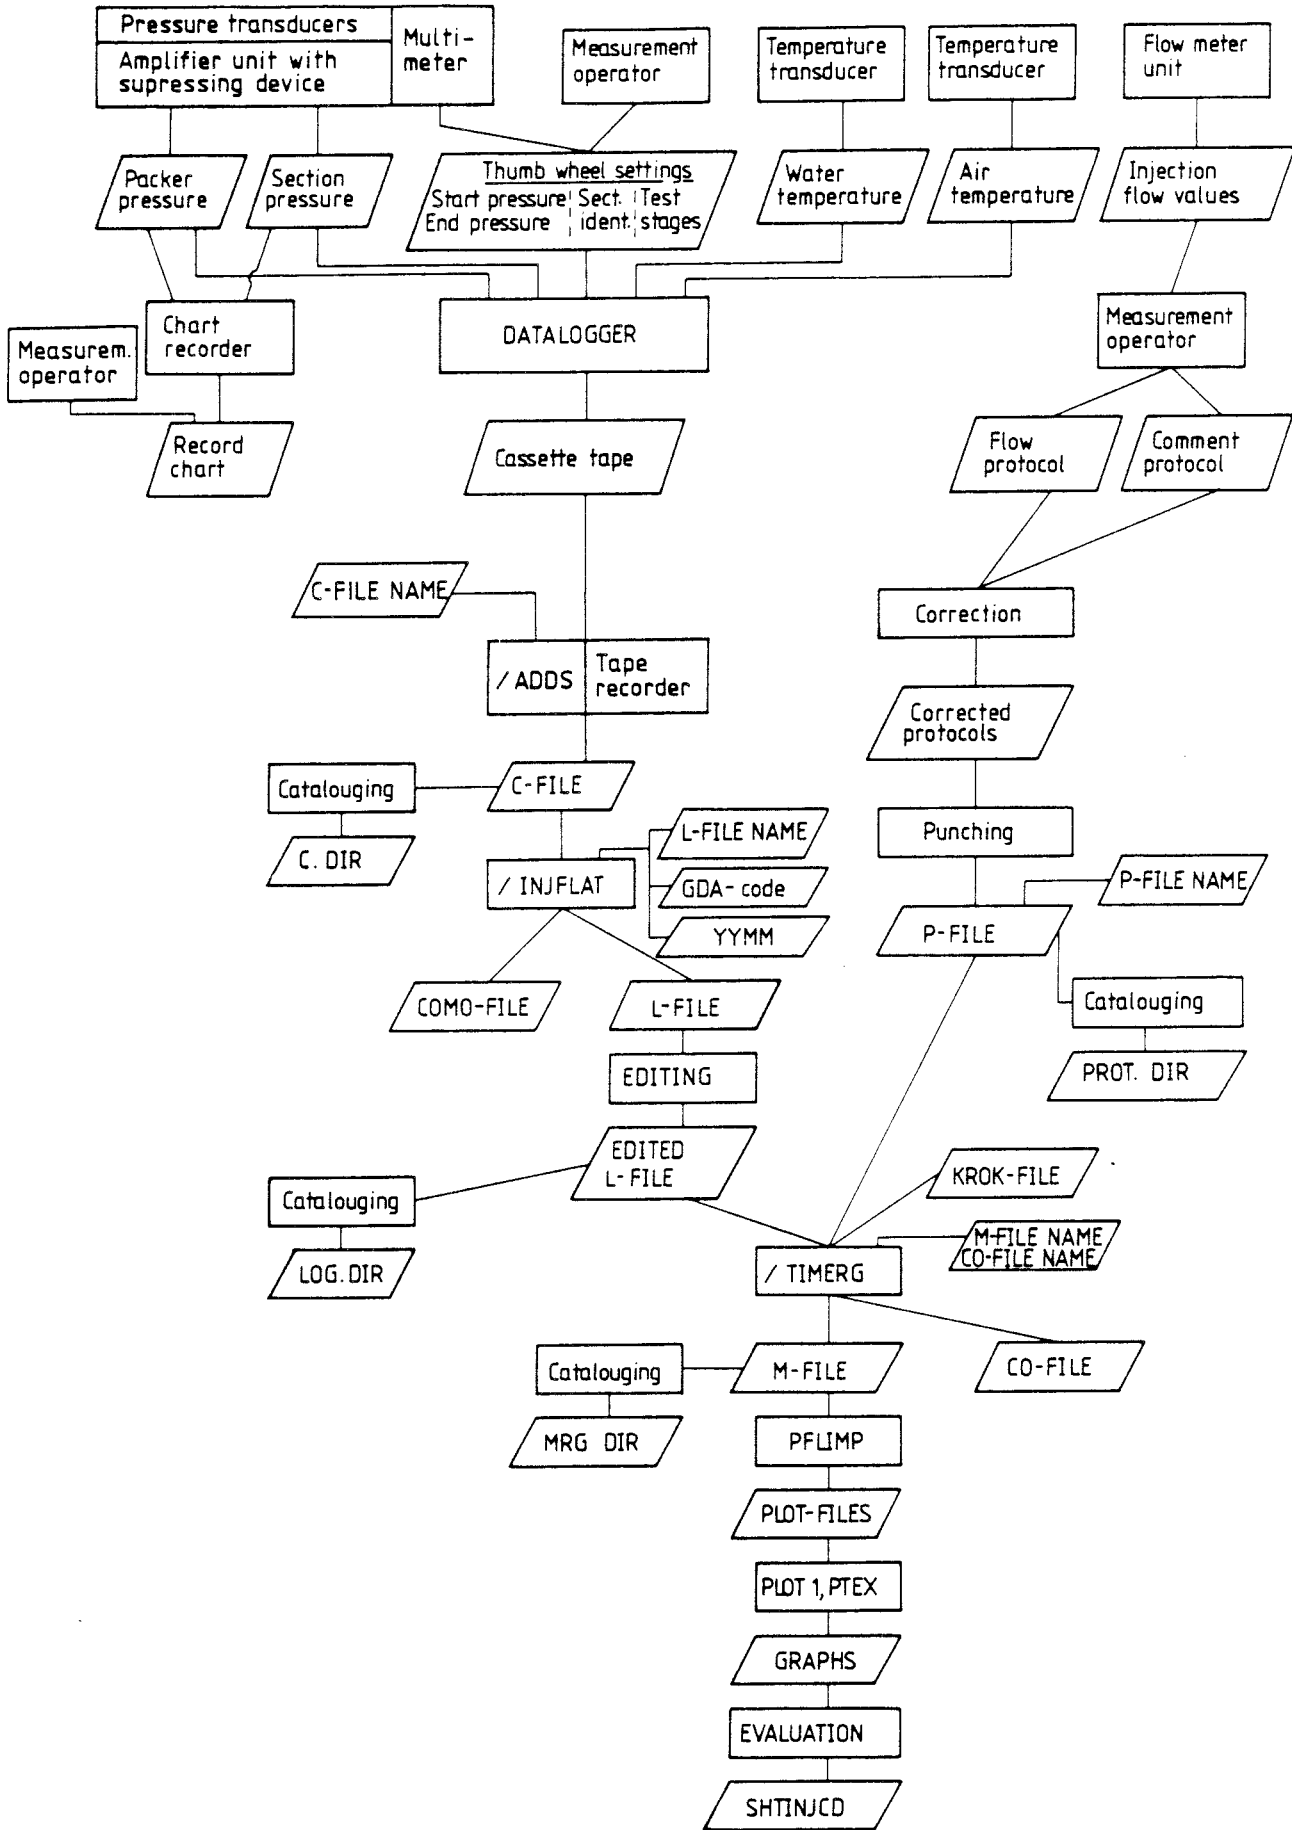 Pressure transducers
Amplifier unit with
supressing device
Multi-
meter
Measurement
operator
Temperature
transducer
Temperature
transducer
Flow meter
unit
Packer
pressure
Section
pressure
Thumb wheel settings
Start pressure
End pressure
Sect.
ident.
Test
stages
Water
temperature
Air
temperature
Injection
flow values
Measurem.
operator
Chart
recorder
DATALOGGER
Measurement
operator
Record
chart
Cassette tape
Flow
protocol
Comment
protocol
C-FILE NAME
Correction
/ ADDS
Tape
recorder
Corrected
protocols
Catalouging
C-FILE
C. DIR
L-FILE NAME
Punching
/ INJFLAT
GDA-code
P-FILE NAME
YYMM
P-FILE
COMO-FILE
L-FILE
Catalouging
EDITING
PROT. DIR
EDITED
L-FILE
KROK-FILE
Catalouging
M-FILE NAME
CO-FILE NAME
LOG.DIR
/ TIMERG
Catalouging
M-FILE
CO-FILE
MRG DIR
PFLIMP
PLOT-FILES
PLOT 1, PTEX
GRAPHS
EVALUATION
SHTINJCD